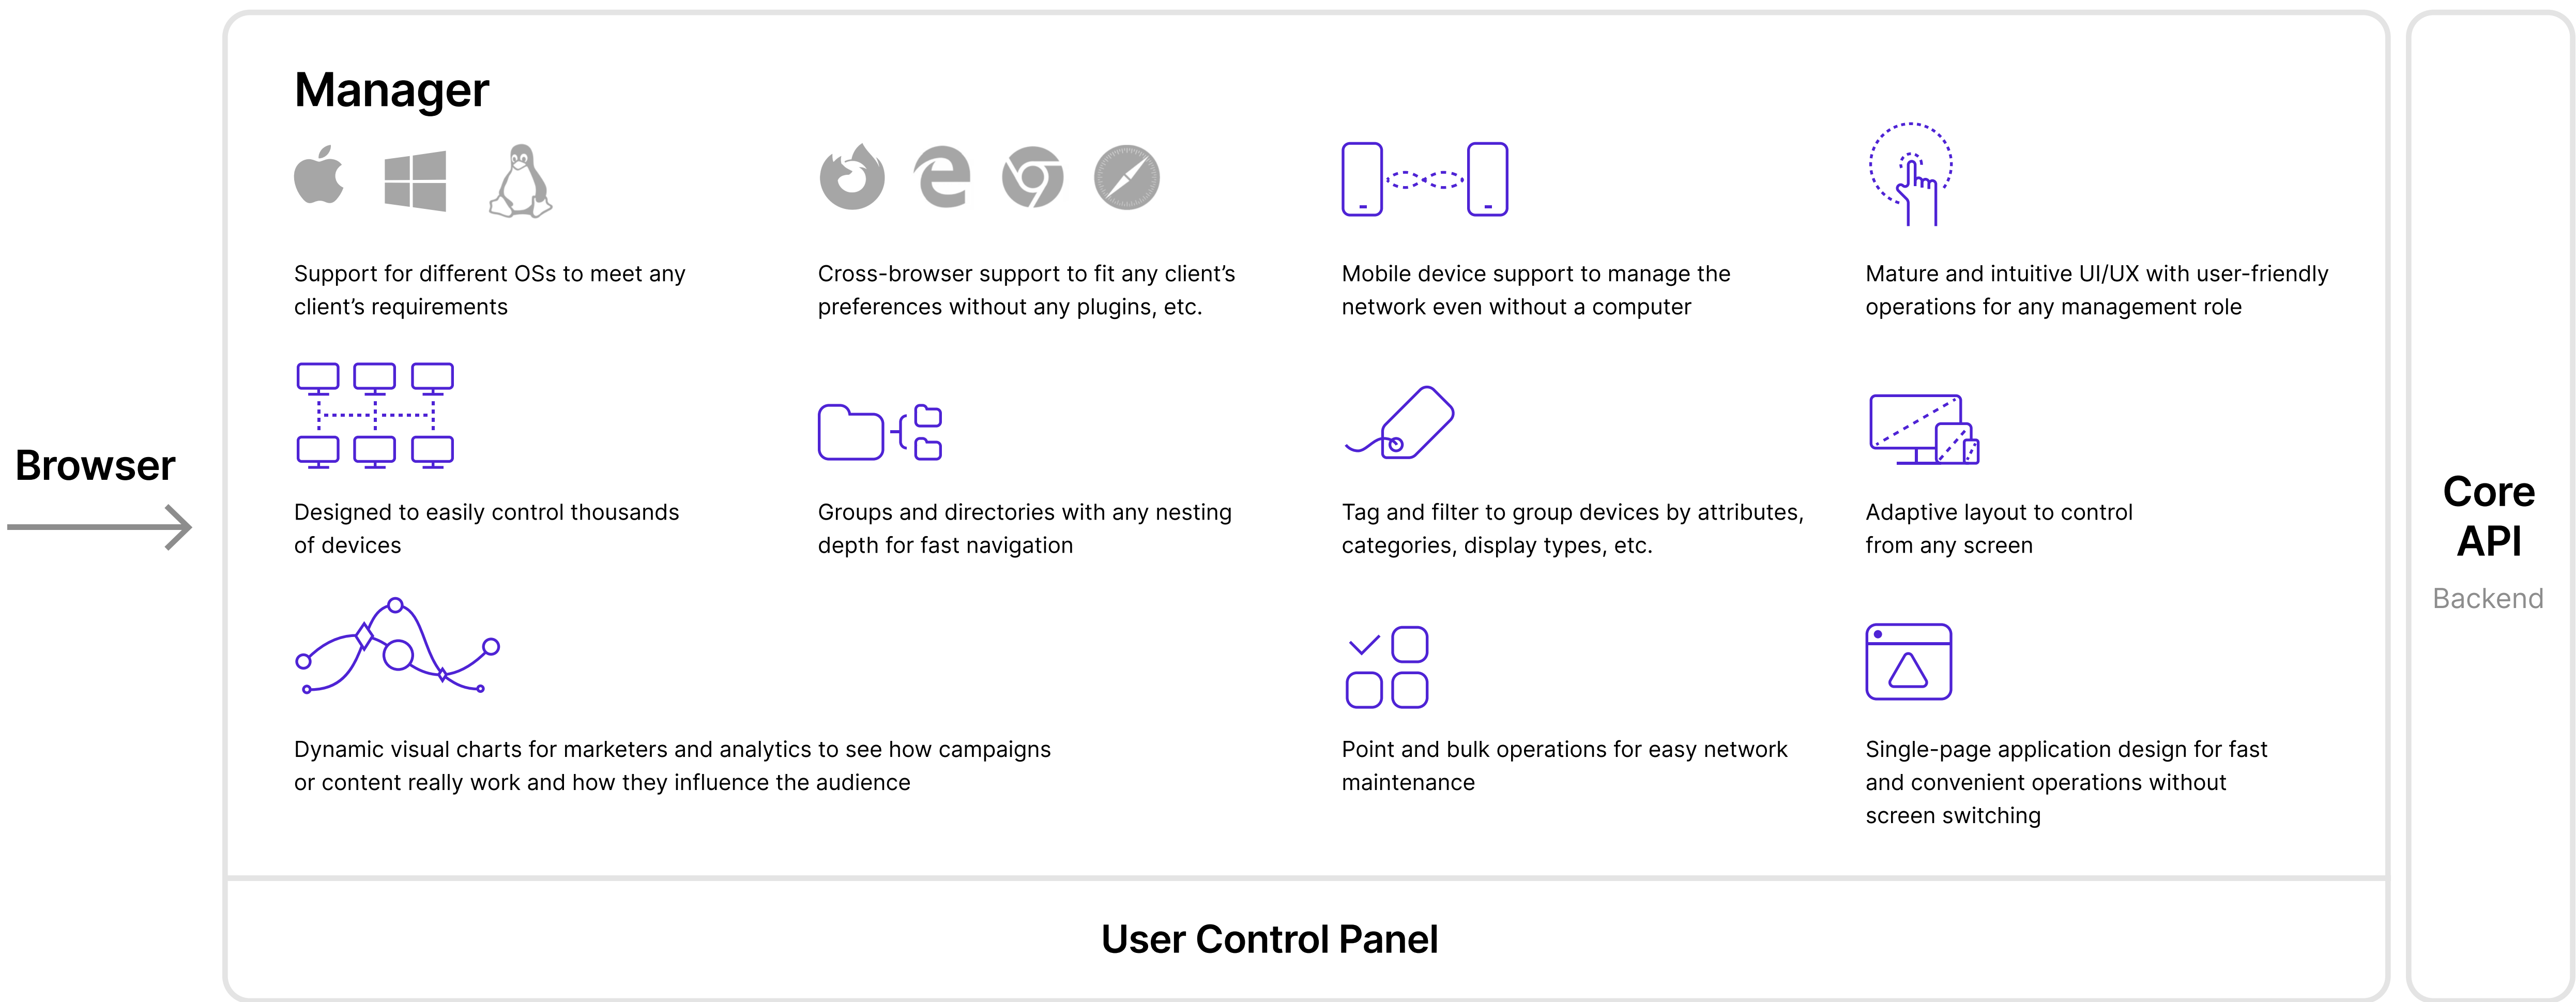 Manager
Support for different OSs to meet any
client’s requirements
Cross-browser support to fit any client’s
preferences without any plugins, etc.
Mobile device support to manage the
network even without a computer
Mature and intuitive UI/UX with user-friendly
operations for any management role
Browser
Designed to easily control thousands
of devices
Groups and directories with any nesting
depth for fast navigation
Tag and filter to group devices by attributes,
categories, display types, etc.
Adaptive layout to control
from any screen
Dynamic visual charts for marketers and analytics to see how campaigns
or content really work and how they influence the audience
Point and bulk operations for easy network
maintenance
Single-page application design for fast
and convenient operations without
screen switching
User Control Panel
Core
API
Backend